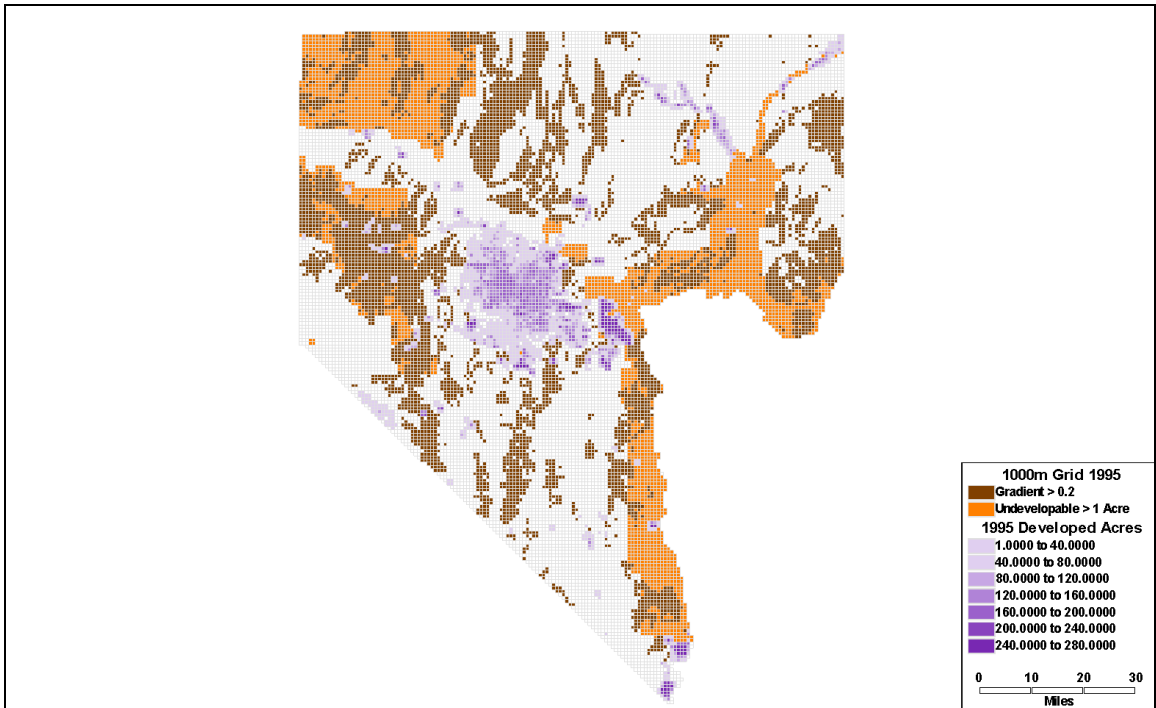 1000m Grid 1995
Gradient > 0.2
Undevelopable > 1 Acre
1995 Developed Acres
1.0000 to 40.0000
40.0000 to 80.0000
80.0000 to 120.0000
120.0000 to 160.0000
160.0000 to 200.0000
200.0000 to 240.0000
240.0000 to 280.0000
0 10 20 30
Miles